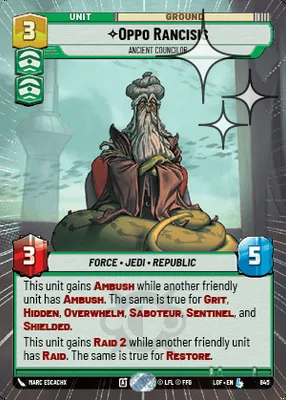 UNIT GROUND
3
✧OPPO RANCISIS
ANCIENT COUNCILOR
3
5
FORCE • JEDI • REPUBLIC
This unit gains AMBUSH while another friendly
unit has AMBUSH. The same is true for GRIT,
HIDDEN, OVERWHELM, SABOTEUR, SENTINEL, and
SHIELDED.
This unit gains RAID 2 while another friendly unit
has RAID. The same is true for RESTORE.
MARC ESCACHX © LFL © FFG LOF • EN